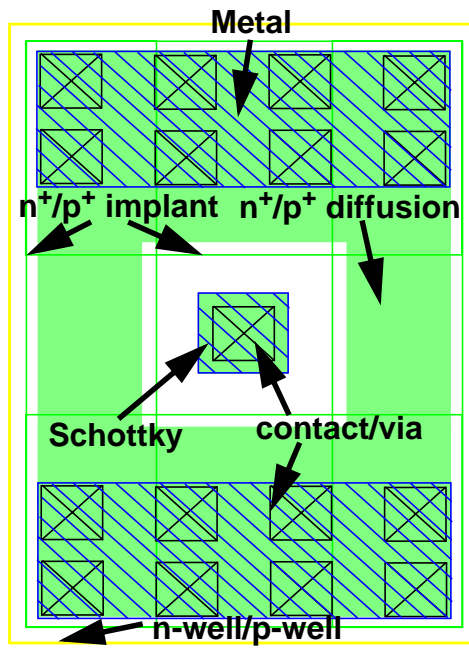 Metal
n⁺/p⁺ implant n⁺/p⁺ diffusion
Schottky contact/via
n-well/p-well